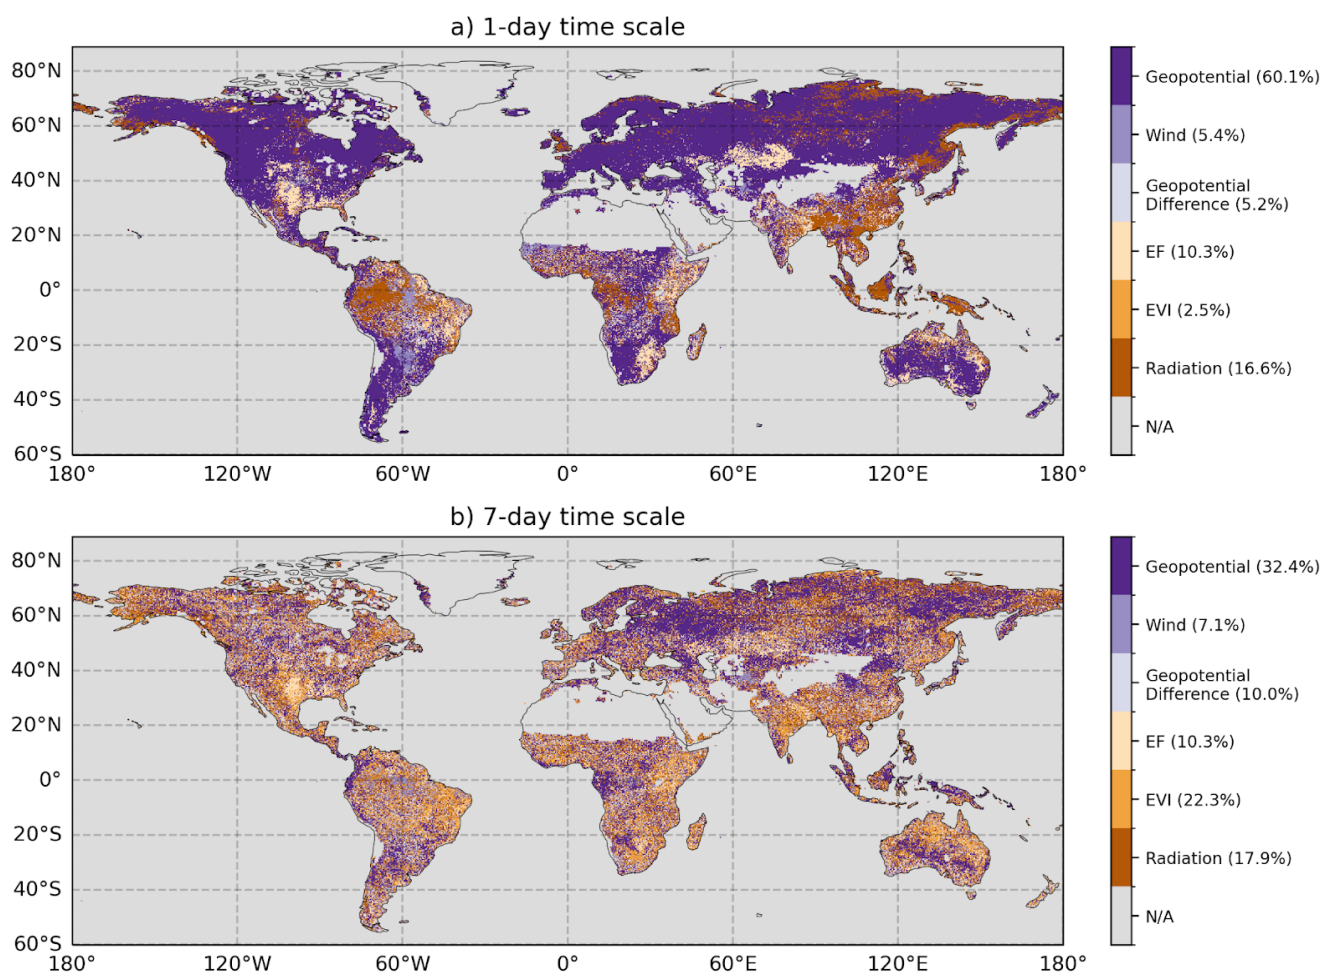 a) 1-day time scale
80°N
60°N
40°N
20°N
0°
20°S
40°S
60°S
180°
120°W
60°W
0°
60°E
120°E
180°
Geopotential (60.1%)
Wind (5.4%)
Geopotential
Difference (5.2%)
EF (10.3%)
EVI (2.5%)
Radiation (16.6%)
N/A
b) 7-day time scale
80°N
60°N
40°N
20°N
0°
20°S
40°S
60°S
180°
120°W
60°W
0°
60°E
120°E
180°
Geopotential (32.4%)
Wind (7.1%)
Geopotential
Difference (10.0%)
EF (10.3%)
EVI (22.3%)
Radiation (17.9%)
N/A